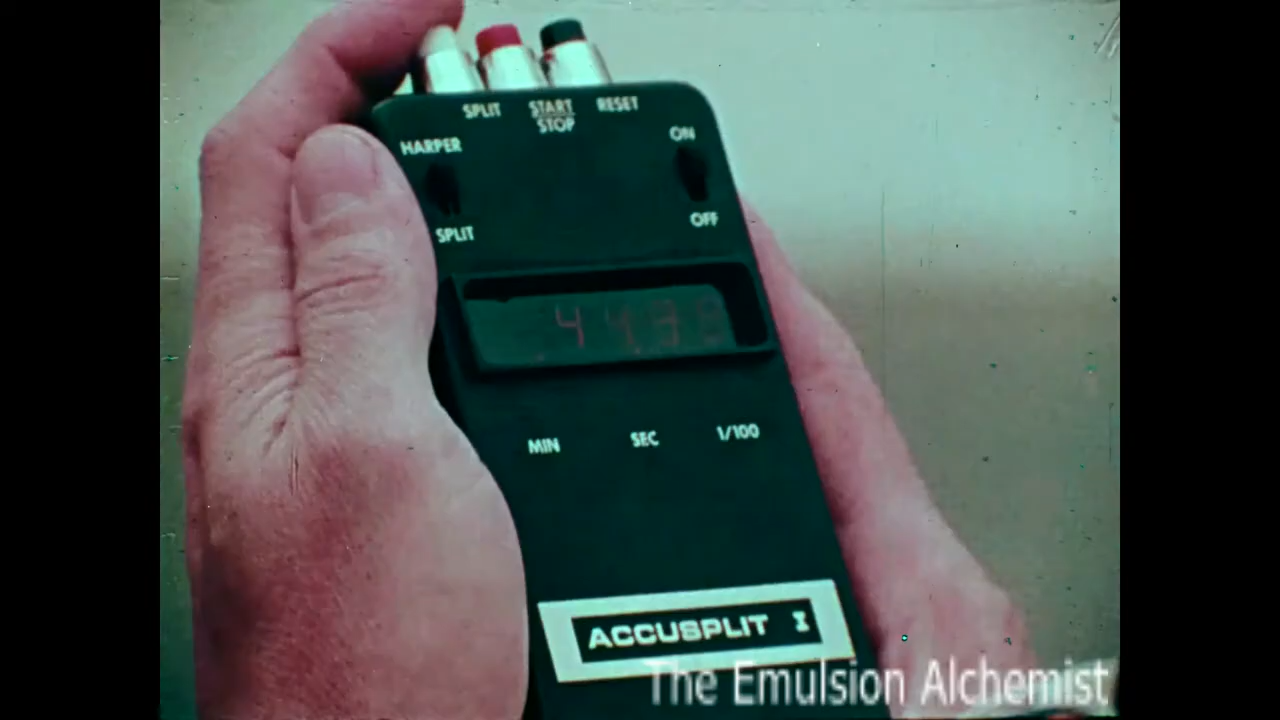 SPLIT START STOP RESET
HARPER ON
SPLIT OFF
MIN SEC 1/100
ACCUSPLIT I
The Emulsion Alchemist